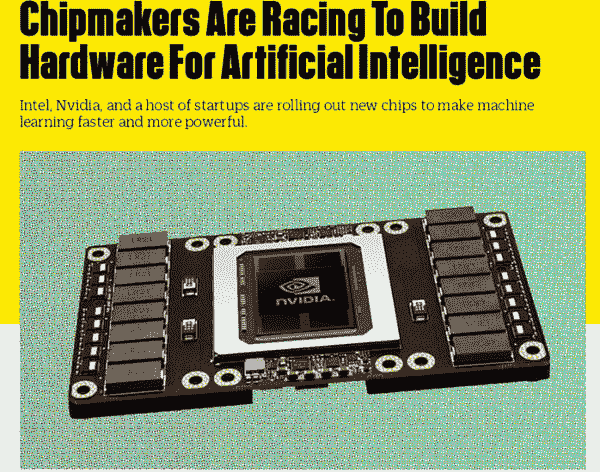 Chipmakers Are Racing To Build
Hardware For Artificial Intelligence
Intel, Nvidia, and a host of startups are rolling out new chips to make machine
learning faster and more powerful.
NVIDIA.